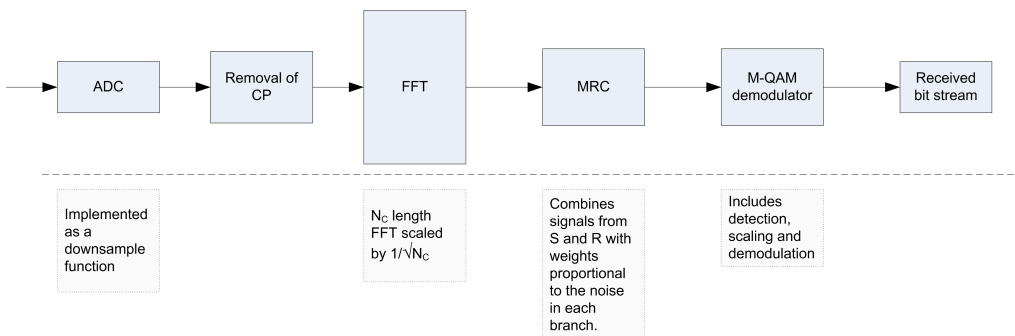 ADC
Removal of
CP
FFT
MRC
M-QAM
demodulator
Received
bit stream
Implemented
as a
downsample
function
N_C length
FFT scaled
by 1/√N_C
Combines
signals from
S and R with
weights
proportional
to the noise
in each
branch.
Includes
detection,
scaling and
demodulation